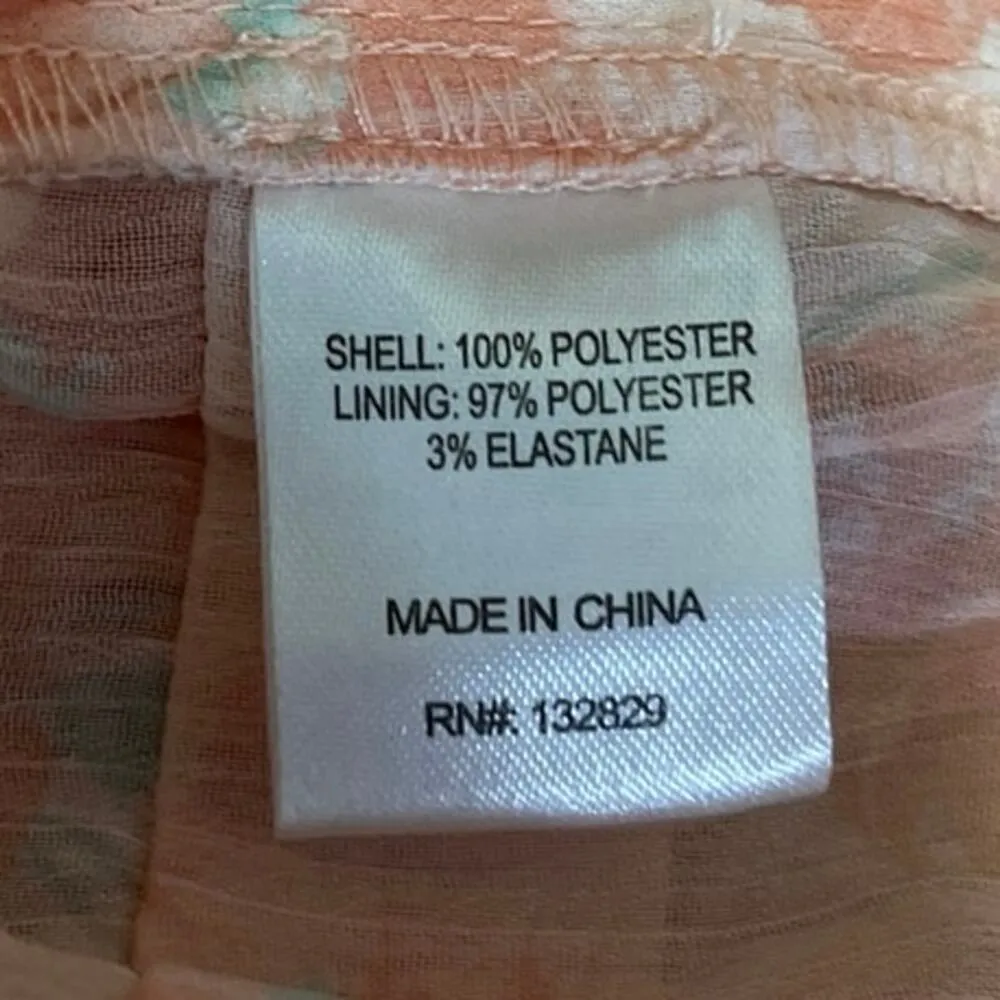 SHELL: 100% POLYESTER
LINING: 97% POLYESTER
3% ELASTANE
MADE IN CHINA
RN#: 132829